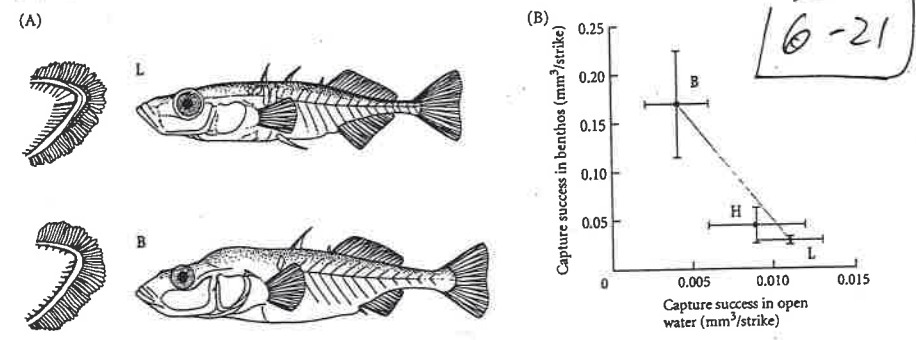 (A)
L
B
(B)
6-21
Capture success in benthos (mm³/strike)
0.25
0.20
0.15
0.10
0.05
0
0.005
0.010
0.015
B
H
L
Capture success in open
water (mm³/strike)